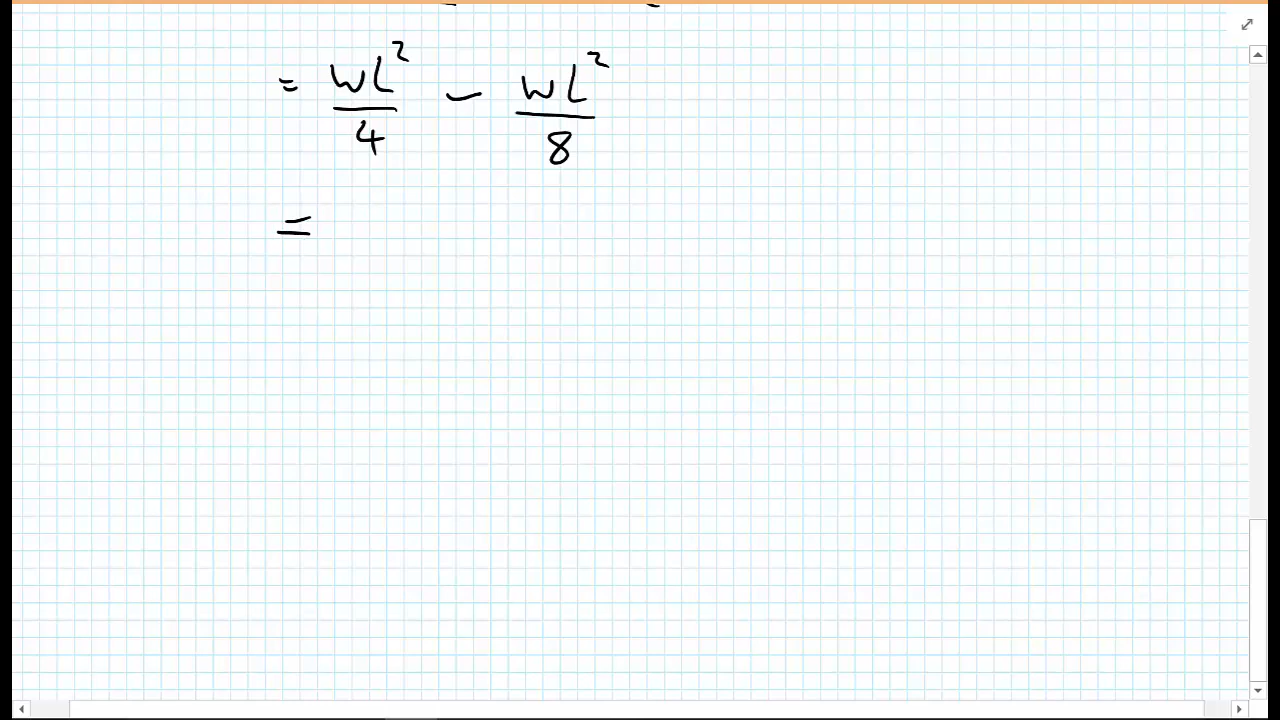 = WL²/4 - WL²/8
=